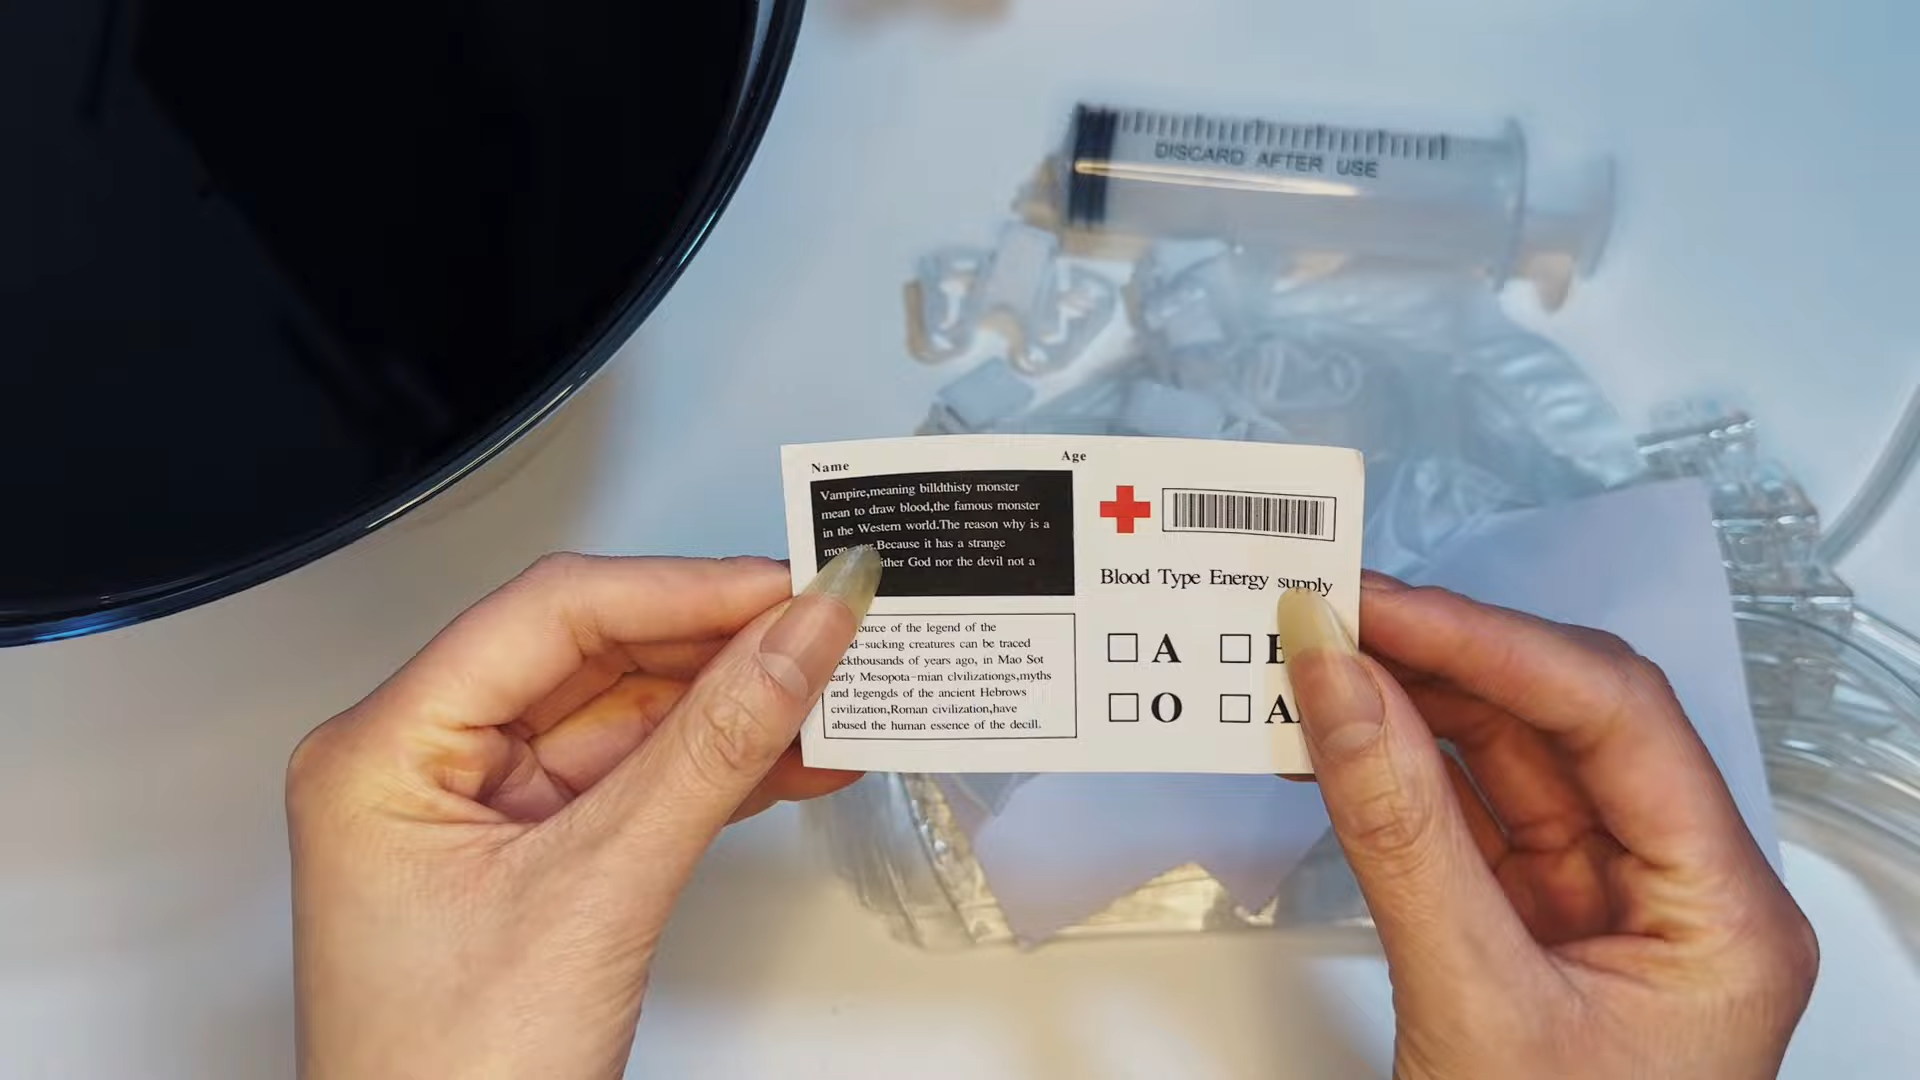 DISCARD AFTER USE
Name
Age
Vampire,meaning billdthisty monster
mean to draw blood,the famous monster
in the Western world.The reason why is a
Because it has a strange
God nor the devil not a
of the legend of the
creatures can be traced
of years ago, in Mao Sot
early Mesopota-mian clvilizationgs,myths
and legengds of the ancient Hebrows
civilization,Roman civilization,have
abused the human essence of the decill.
Blood Type Energy supply
A
O